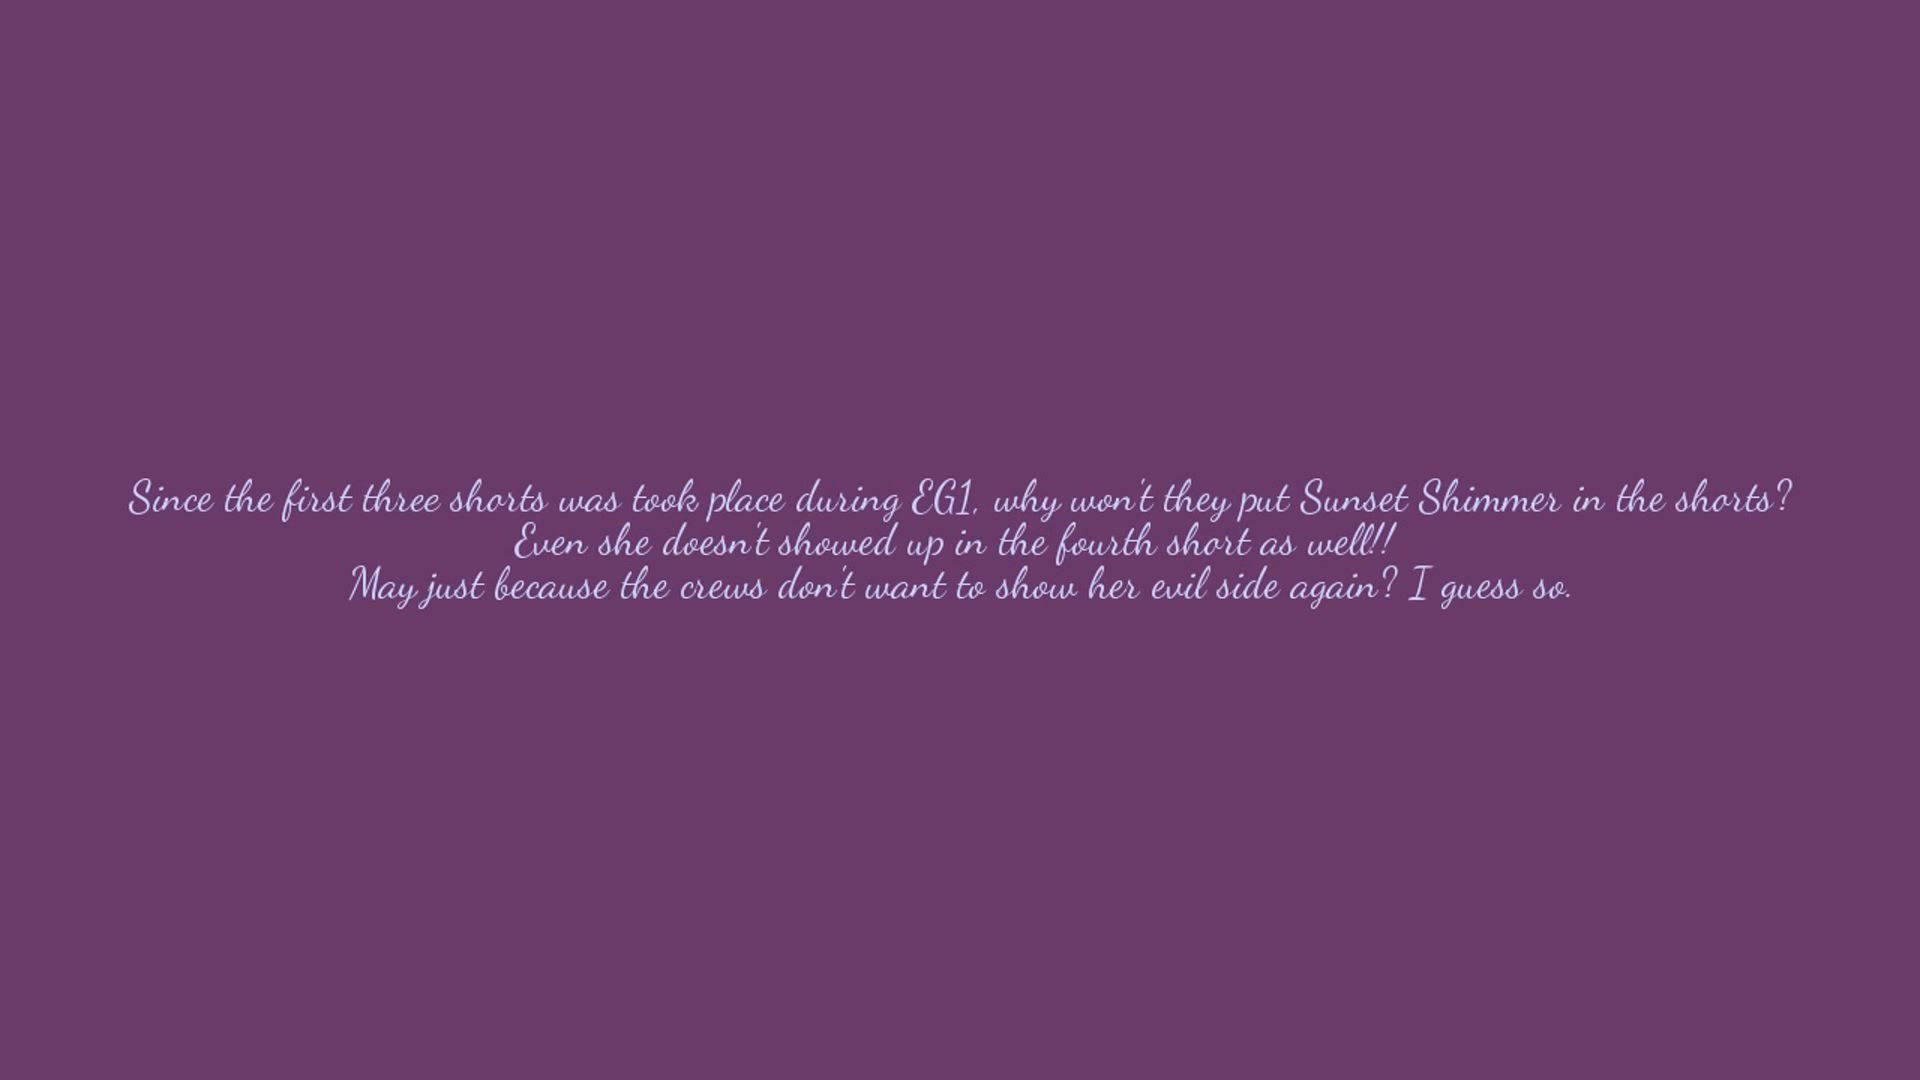 Since the first three shorts was took place during EG1, why won't they put Sunset Shimmer in the shorts?
Even she doesn't showed up in the fourth short as well!!
May just because the crews don't want to show her evil side again? I guess so.